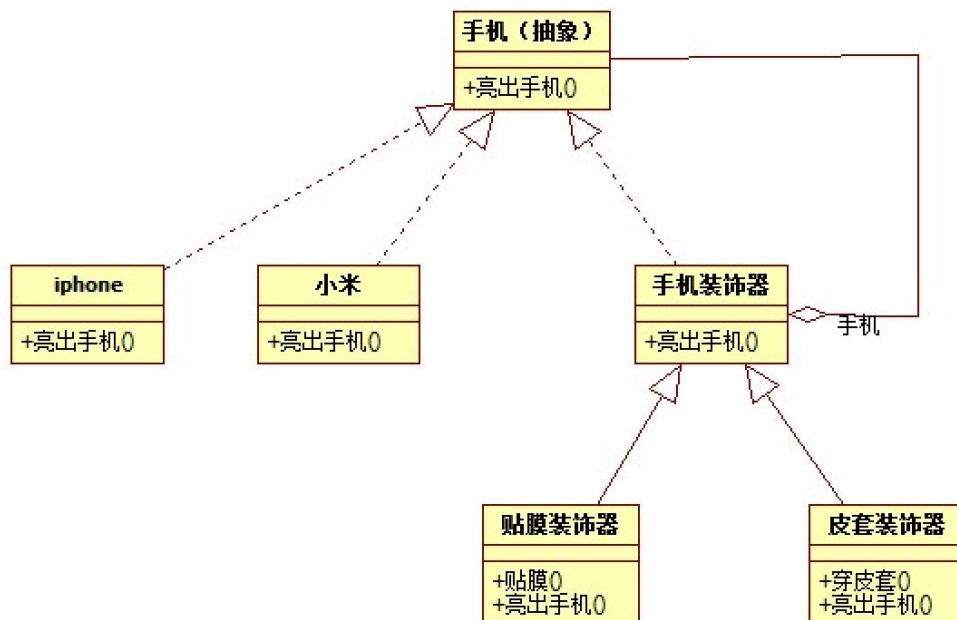 手机（抽象）
+亮出手机()
iphone
+亮出手机()
小米
+亮出手机()
手机装饰器
+亮出手机()
手机
贴膜装饰器
+贴膜()
+亮出手机()
皮套装饰器
+穿皮套()
+亮出手机()